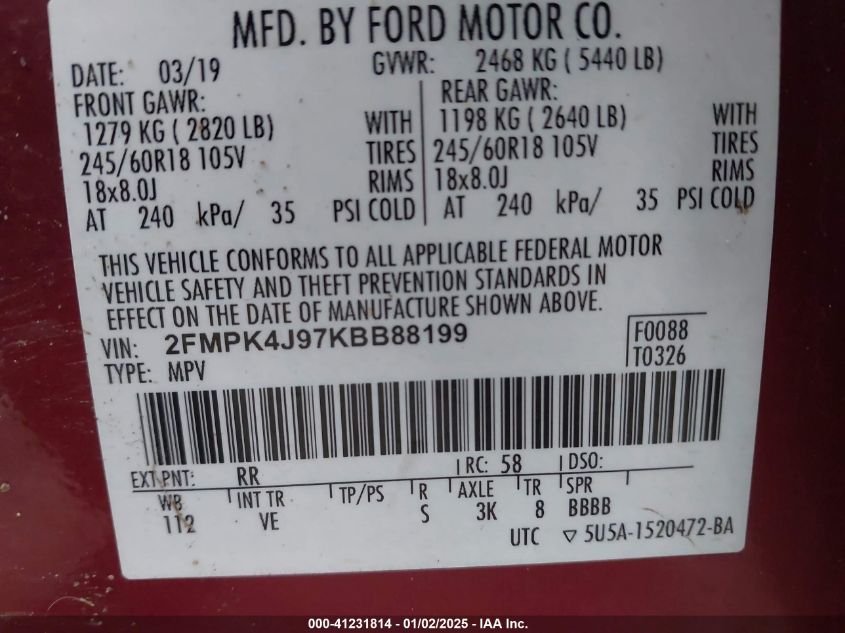 MFD. BY FORD MOTOR CO.
DATE: 03/19 GVWR: 2468 KG ( 5440 LB)
FRONT GAWR: REAR GAWR:
1279 KG ( 2820 LB) WITH 1198 KG ( 2640 LB) WITH
245/60R18 105V TIRES 245/60R18 105V TIRES
18x8.0J RIMS 18x8.0J RIMS
AT 240 kPa/ 35 PSI COLD AT 240 kPa/ 35 PSI COLD
THIS VEHICLE CONFORMS TO ALL APPLICABLE FEDERAL MOTOR
VEHICLE SAFETY AND THEFT PREVENTION STANDARDS IN
EFFECT ON THE DATE OF MANUFACTURE SHOWN ABOVE.
VIN: 2FMPK4J97KBB88199 F0088
TYPE: MPV T0326
EXT PNT: RR RC: 58 DSO:
WB INT TR TP/PS R AXLE TR SPR
112 VE S 3K 8 BBBB
UTC ▽ 5U5A-1520472-BA
000-41231814 - 01/02/2025 - IAA Inc.